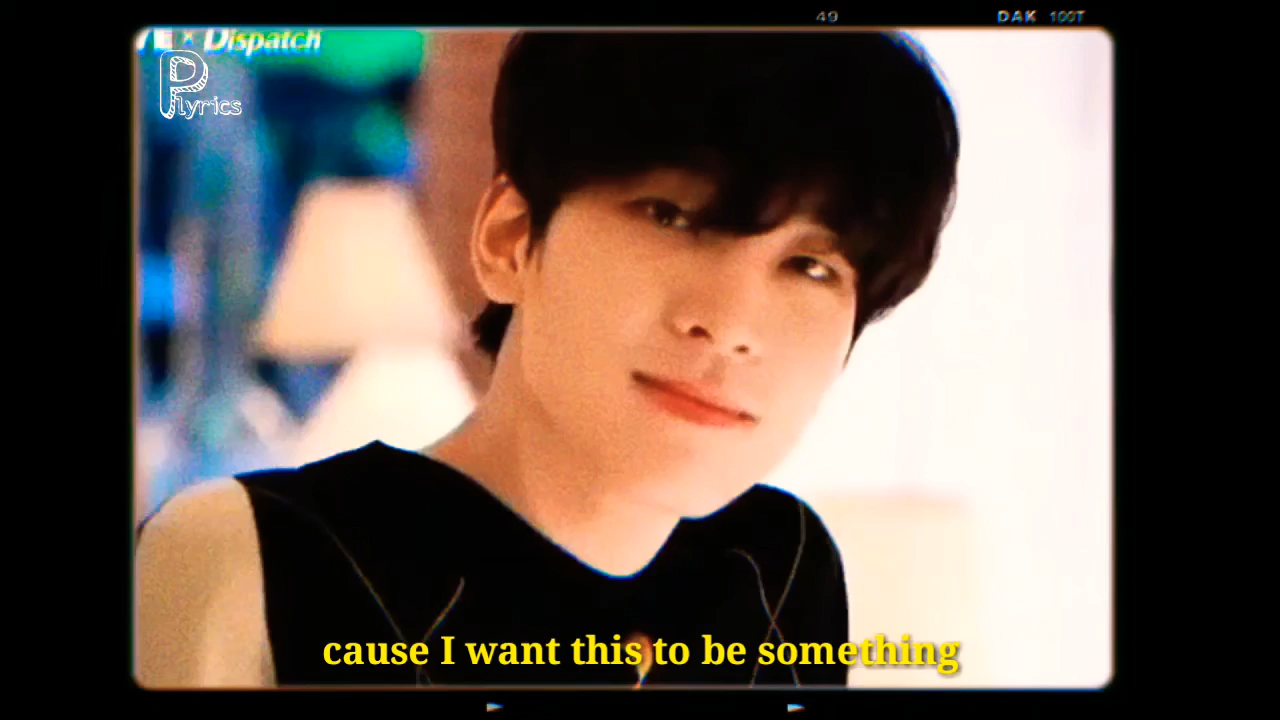 49
DAK 100T
× Dispatch
P
lyrics
cause I want this to be something